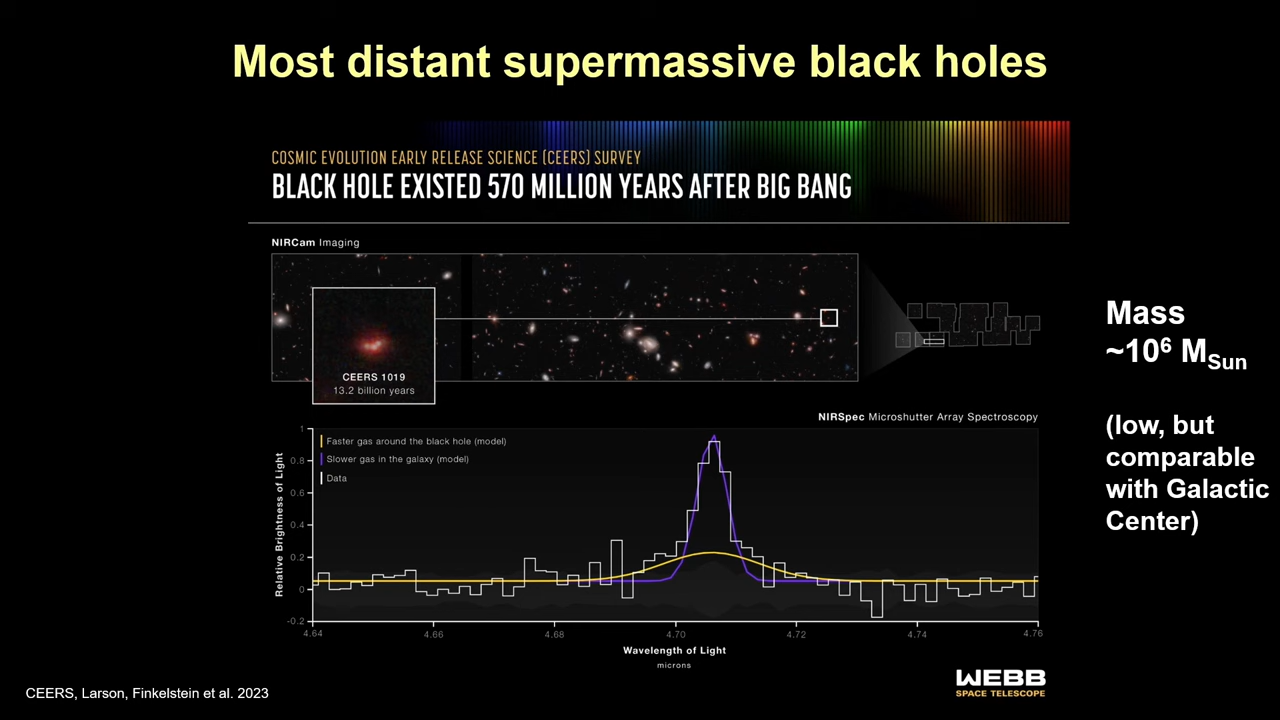 Most distant supermassive black holes
COSMIC EVOLUTION EARLY RELEASE SCIENCE (CEERS) SURVEY
BLACK HOLE EXISTED 570 MILLION YEARS AFTER BIG BANG
NIRCam Imaging
CEERS 1019
13.2 billion years
Mass
~10⁶ M_Sun
(low, but
comparable
with Galactic
Center)
NIRSpec Microshutter Array Spectroscopy
Relative Brightness of Light
1
0.8
0.6
0.4
0.2
0
-0.2
Faster gas around the black hole (model)
Slower gas in the galaxy (model)
Data
4.64 4.66 4.68 4.70 4.72 4.74 4.76
Wavelength of Light
microns
WEBB
SPACE TELESCOPE
CEERS, Larson, Finkelstein et al. 2023